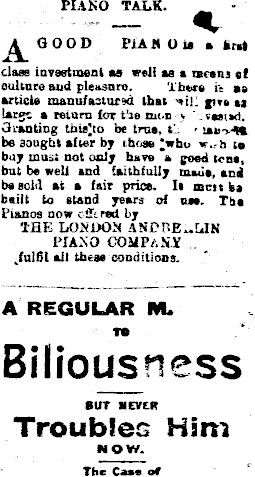 PIANO TALK.
A GOOD PIANO is a first
class investment as well as a means of
culture and pleasure. There is no
article manufactured that will give as
large a return for the money invested.
Granting this to be true, the
be sought after by those who wish to
buy must not only have a good tone,
but be well and faithfully made, and
be sold at a fair price. It must be
built to stand years of use. The
Pianos now offered by
THE LONDON AND BERLIN
PIANO COMPANY
fulfil all these conditions.
A REGULAR M.
TO
Biliousness
BUT NEVER
Troubles Him
NOW.
The Case of